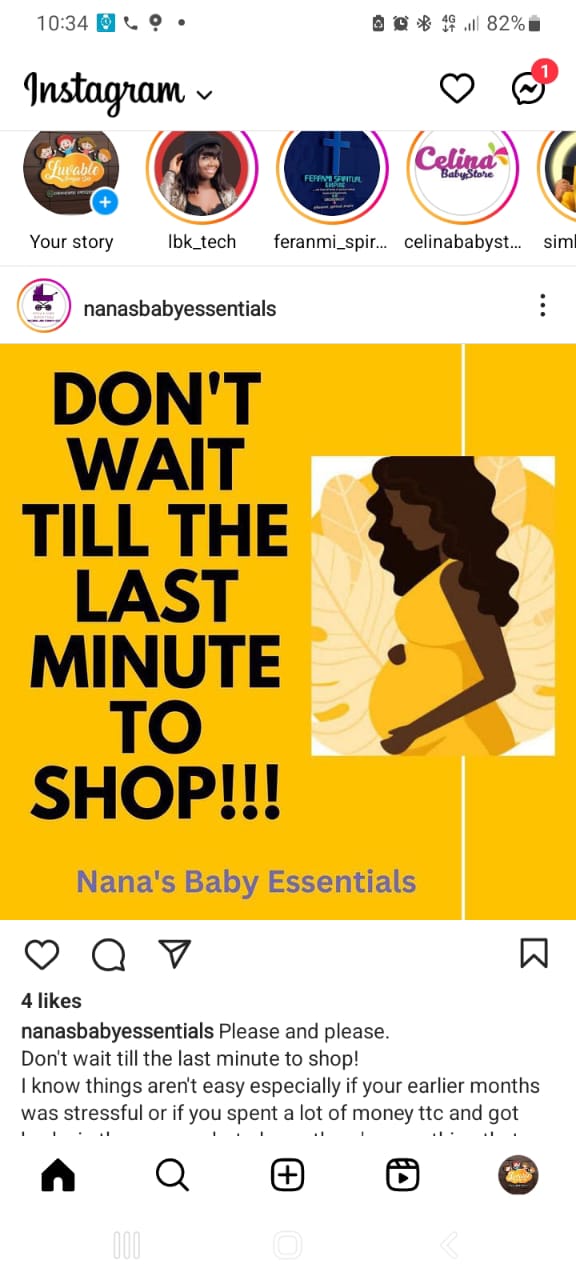 10:34
4G
82%
Instagram
1
Luvable
Celina
BabyStore
FERANMI SPIRITUAL
EMPIRE
Your story
lbk_tech
feranmi_spir...
celinababyst...
siml
nanasbabyessentials
DON'T
WAIT
TILL THE
LAST
MINUTE
TO
SHOP!!!
Nana's Baby Essentials
4 likes
nanasbabyessentials Please and please.
Don't wait till the last minute to shop!
I know things aren't easy especially if your earlier months
was stressful or if you spent a lot of money ttc and got